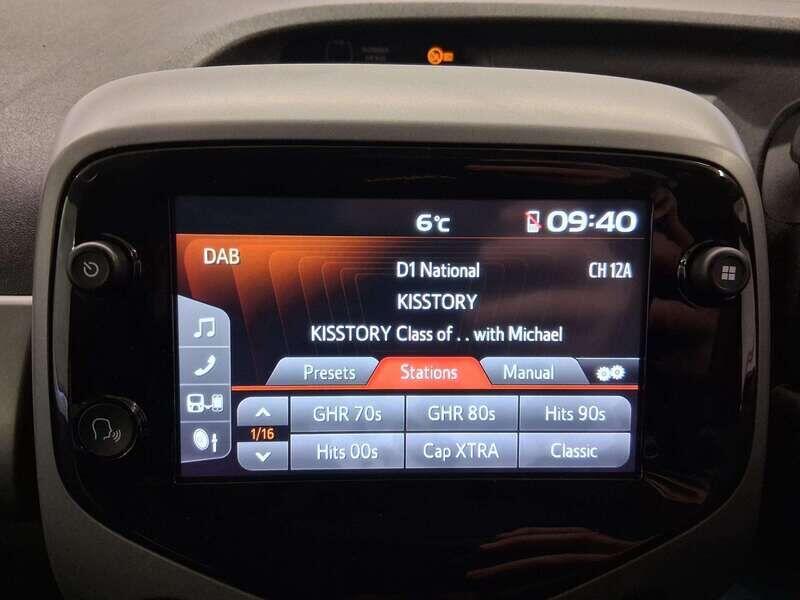 6°C 09:40
DAB
D1 National CH 12A
KISSTORY
KISSTORY Class of . . with Michael
Presets Stations Manual
GHR 70s GHR 80s Hits 90s
1/16
Hits 00s Cap XTRA Classic